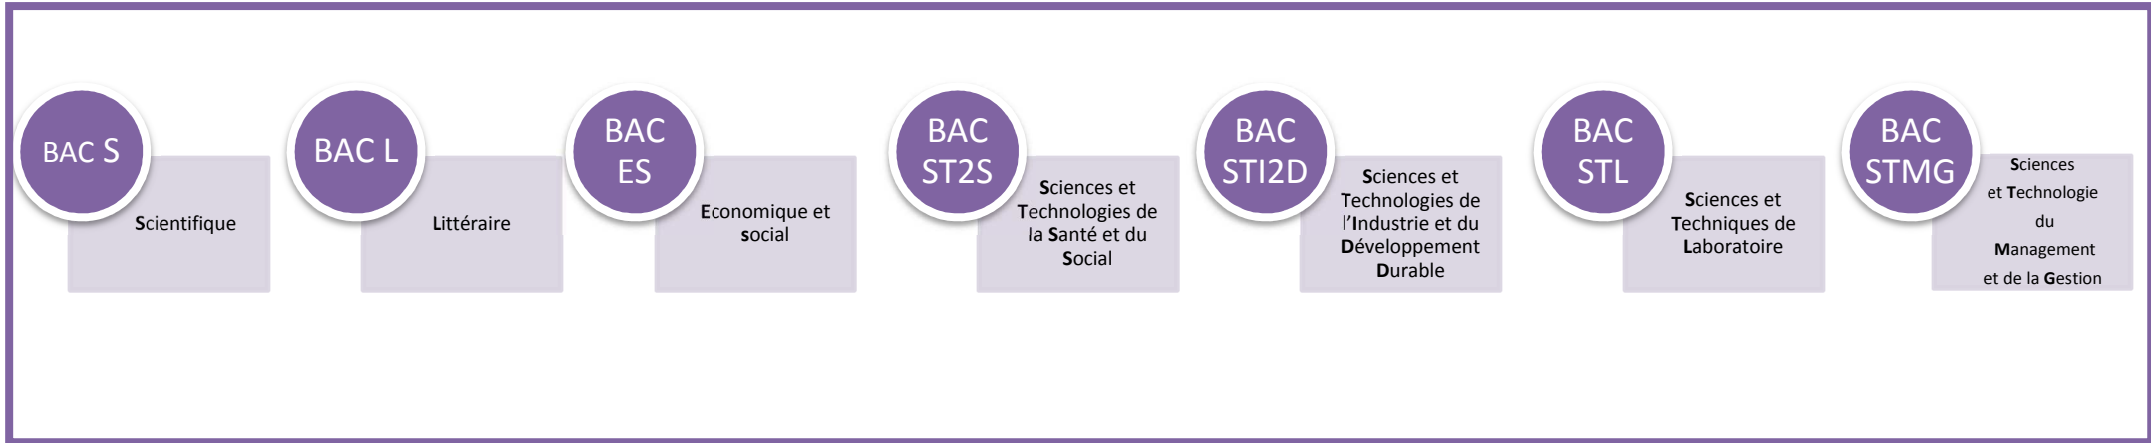 BAC S
Scientifique
BAC L
Littéraire
BAC
ES
Economique et
social
BAC
ST2S
Sciences et
Technologies de
la Santé et du
Social
BAC
STI2D
Sciences et
Technologies de
l'Industrie et du
Développement
Durable
BAC
STL
Sciences et
Techniques de
Laboratoire
BAC
STMG
Sciences
et Technologie
du
Management
et de la Gestion